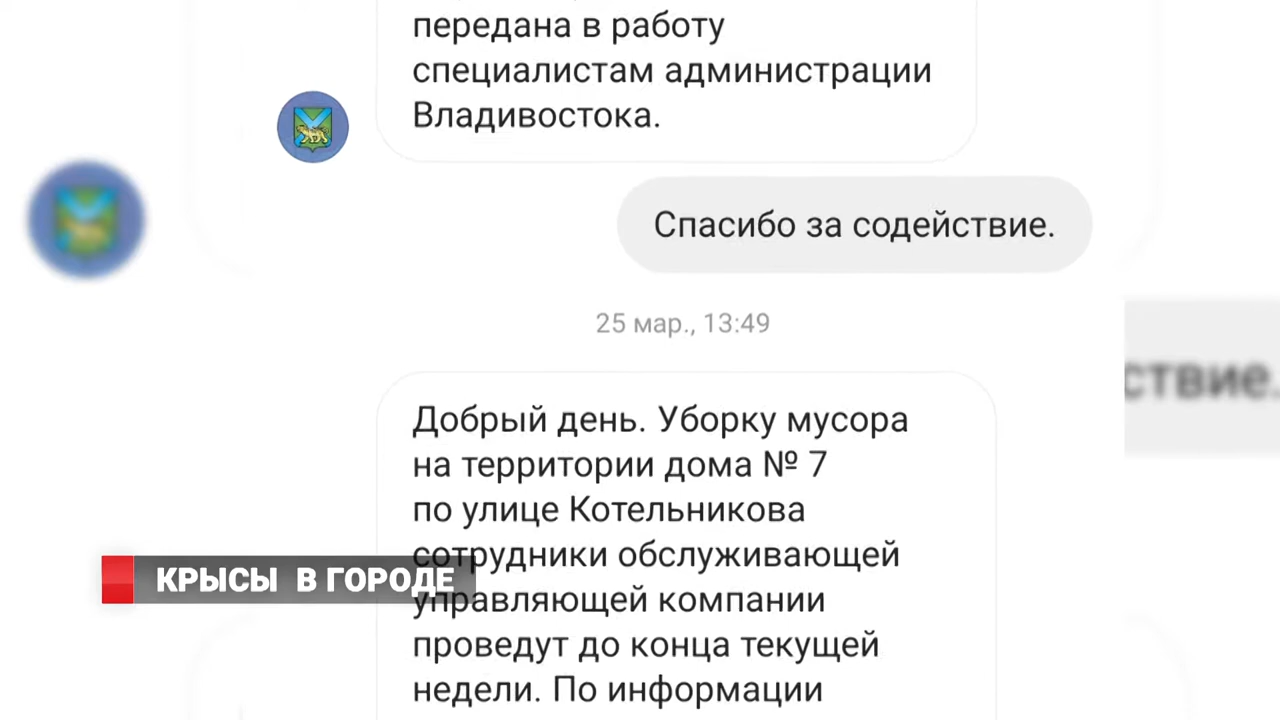 передана в работу
специалистам администрации
Владивостока.
Спасибо за содействие.
25 мар., 13:49
ствие.
Добрый день. Уборку мусора
на территории дома № 7
по улице Котельникова
сотрудники обслуживающей
КРЫСЫ В ГОРОДЕ
управляющей компании
проведут до конца текущей
недели. По информации